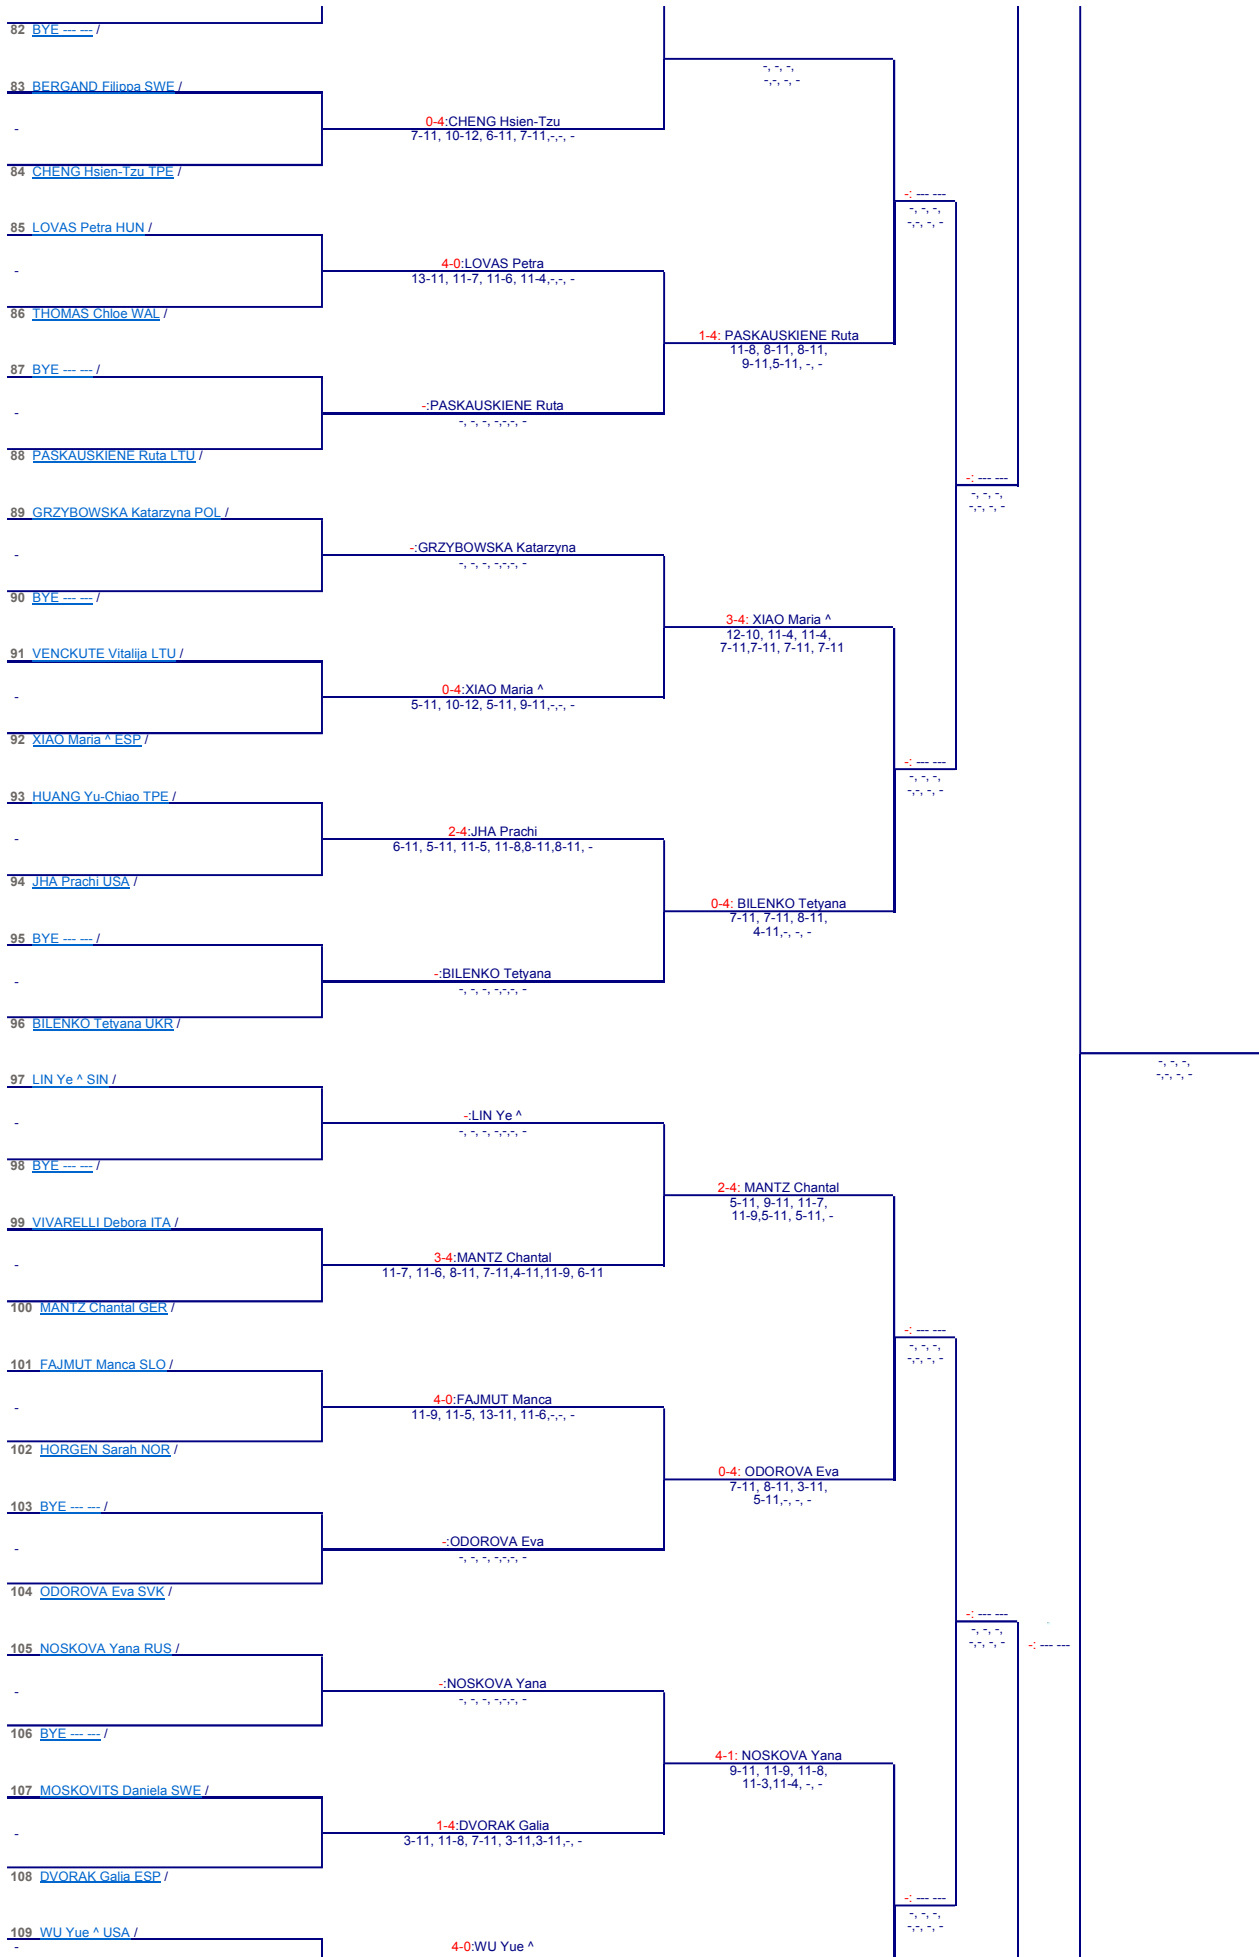 82 BYE --- --- /
-, -, -,
-,-, -, -
83 BERGAND Filippa SWE /
-
0-4:CHENG Hsien-Tzu
7-11, 10-12, 6-11, 7-11,-,-, -
84 CHENG Hsien-Tzu TPE /
-: --- ---
-, -, -,
-,-, -, -
85 LOVAS Petra HUN /
-
4-0:LOVAS Petra
13-11, 11-7, 11-6, 11-4,-,-, -
86 THOMAS Chloe WAL /
1-4: PASKAUSKIENE Ruta
11-8, 8-11, 8-11,
9-11,5-11, -, -
87 BYE --- --- /
-
-:PASKAUSKIENE Ruta
-, -, -, -,-,-, -
88 PASKAUSKIENE Ruta LTU /
-: --- ---
-, -, -,
-,-, -, -
89 GRZYBOWSKA Katarzyna POL /
-
-:GRZYBOWSKA Katarzyna
-, -, -, -,-,-, -
90 BYE --- --- /
3-4: XIAO Maria ^
12-10, 11-4, 11-4,
7-11,7-11, 7-11, 7-11
91 VENCKUTE Vitalija LTU /
-
0-4:XIAO Maria ^
5-11, 10-12, 5-11, 9-11,-,-, -
92 XIAO Maria ^ ESP /
-: --- ---
-, -, -,
-,-, -, -
93 HUANG Yu-Chiao TPE /
-
2-4:JHA Prachi
6-11, 5-11, 11-5, 11-8,8-11,8-11, -
94 JHA Prachi USA /
0-4: BILENKO Tetyana
7-11, 7-11, 8-11,
4-11,-, -, -
95 BYE --- --- /
-
-:BILENKO Tetyana
-, -, -, -,-,-, -
96 BILENKO Tetyana UKR /
-, -, -,
-,-, -, -
97 LIN Ye ^ SIN /
-
-:LIN Ye ^
-, -, -, -,-,-, -
98 BYE --- --- /
2-4: MANTZ Chantal
5-11, 9-11, 11-7,
11-9,5-11, 5-11, -
99 VIVARELLI Debora ITA /
-
3-4:MANTZ Chantal
11-7, 11-6, 8-11, 7-11,4-11,11-9, 6-11
100 MANTZ Chantal GER /
-: --- ---
-, -, -,
-,-, -, -
101 FAJMUT Manca SLO /
-
4-0:FAJMUT Manca
11-9, 11-5, 13-11, 11-6,-,-, -
102 HORGEN Sarah NOR /
0-4: ODOROVA Eva
7-11, 8-11, 3-11,
5-11,-, -, -
103 BYE --- --- /
-
-:ODOROVA Eva
-, -, -, -,-,-, -
104 ODOROVA Eva SVK /
-: --- ---
-, -, -,
-,-, -, -
-
-: --- ---
105 NOSKOVA Yana RUS /
-
-:NOSKOVA Yana
-, -, -, -,-,-, -
106 BYE --- --- /
4-1: NOSKOVA Yana
9-11, 11-9, 11-8,
11-3,11-4, -, -
107 MOSKOVITS Daniela SWE /
-
1-4:DVORAK Galia
3-11, 11-8, 7-11, 3-11,3-11,-, -
108 DVORAK Galia ESP /
-: --- ---
-, -, -,
-,-, -, -
109 WU Yue ^ USA /
-
4-0:WU Yue ^